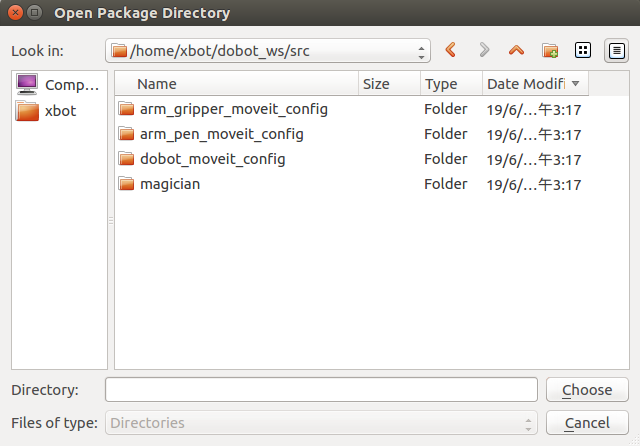 Open Package Directory
Look in: /home/xbot/dobot_ws/src
Comp...
xbot
Name Size Type Date Modifi
arm_gripper_moveit_config Folder 19/6/...午3:17
arm_pen_moveit_config Folder 19/6/...午3:17
dobot_moveit_config Folder 19/6/...午3:17
magician Folder 19/6/...午3:17
Directory: Choose
Files of type: Directories Cancel